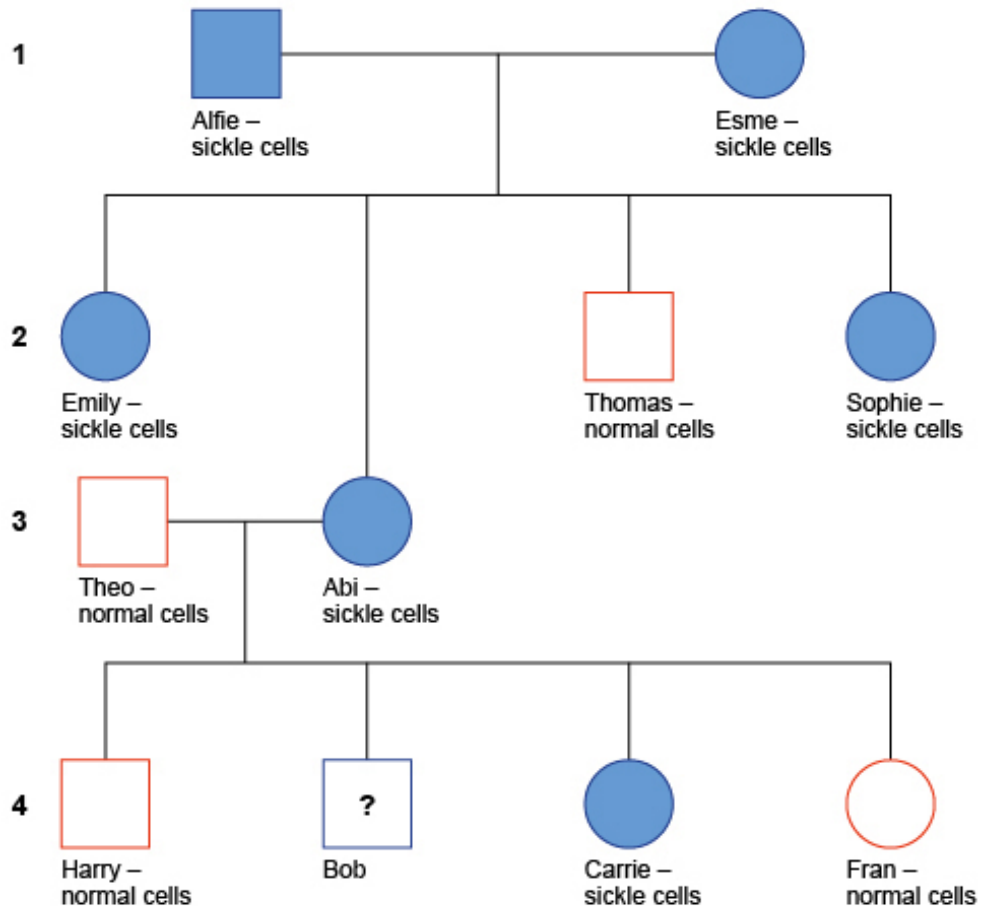 1
Alfie –
sickle cells
Esme –
sickle cells
2
Emily –
sickle cells
Thomas –
normal cells
Sophie –
sickle cells
3
Theo –
normal cells
Abi –
sickle cells
4
?
Harry –
normal cells
Bob
Carrie –
sickle cells
Fran –
normal cells